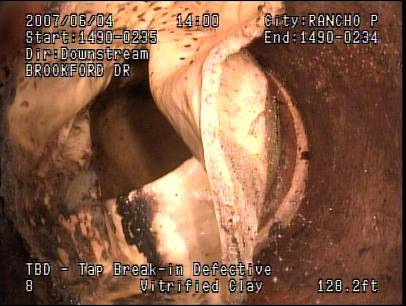 2007/06/04 14:00 City:RANCHO P
Start:1490-0235 End:1490-0234
Dir:Downstream
BROOKFORD DR
TBD - Tap Break-in Defective
8 Vitrified Clay 128.2ft